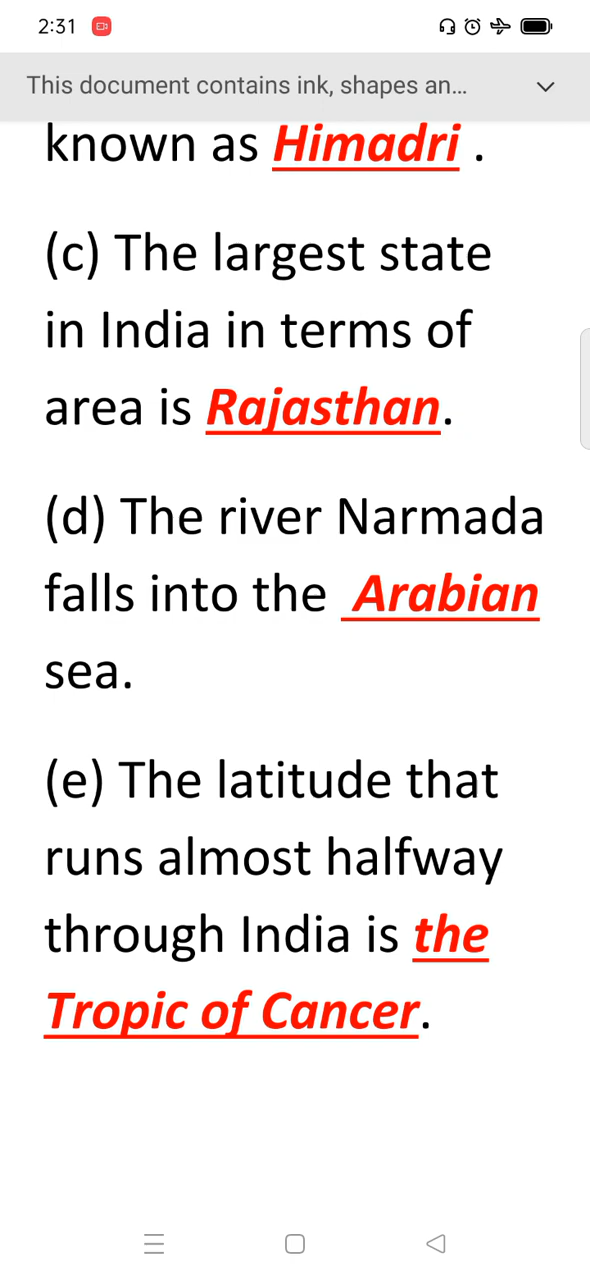 2:31
This document contains ink, shapes an...
known as Himadri .
(c) The largest state
in India in terms of
area is Rajasthan.
(d) The river Narmada
falls into the Arabian
sea.
(e) The latitude that
runs almost halfway
through India is the
Tropic of Cancer.